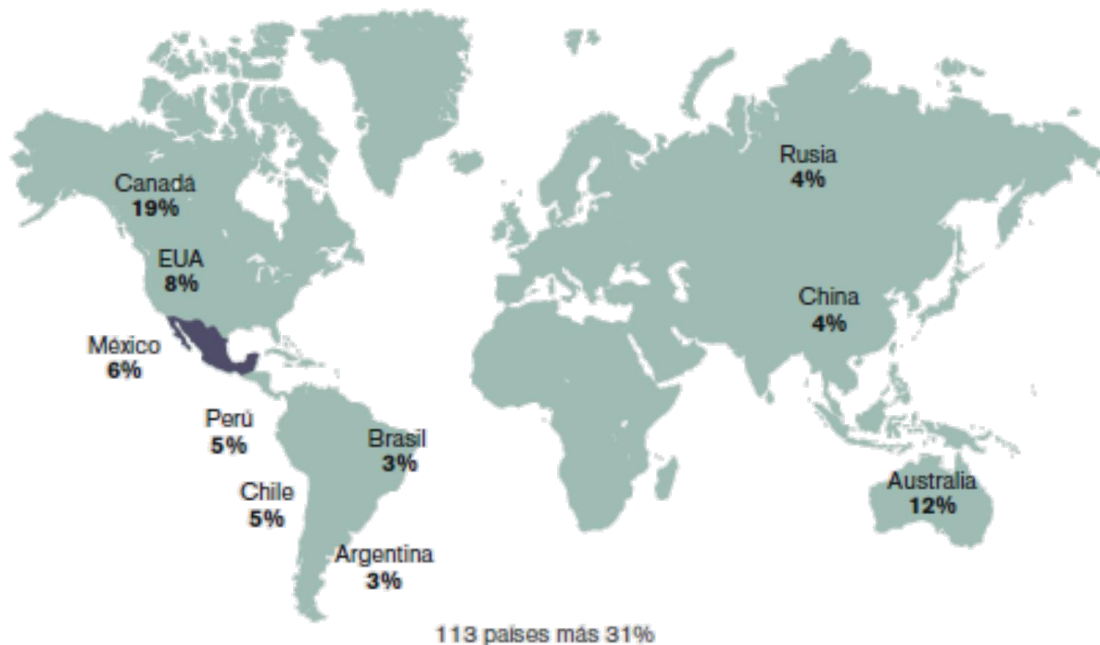 Canadá
19%
EUA
8%
México
6%
Perú
5%
Chile
5%
Brasil
3%
Argentina
3%
Rusia
4%
China
4%
Australia
12%
113 países más 31%